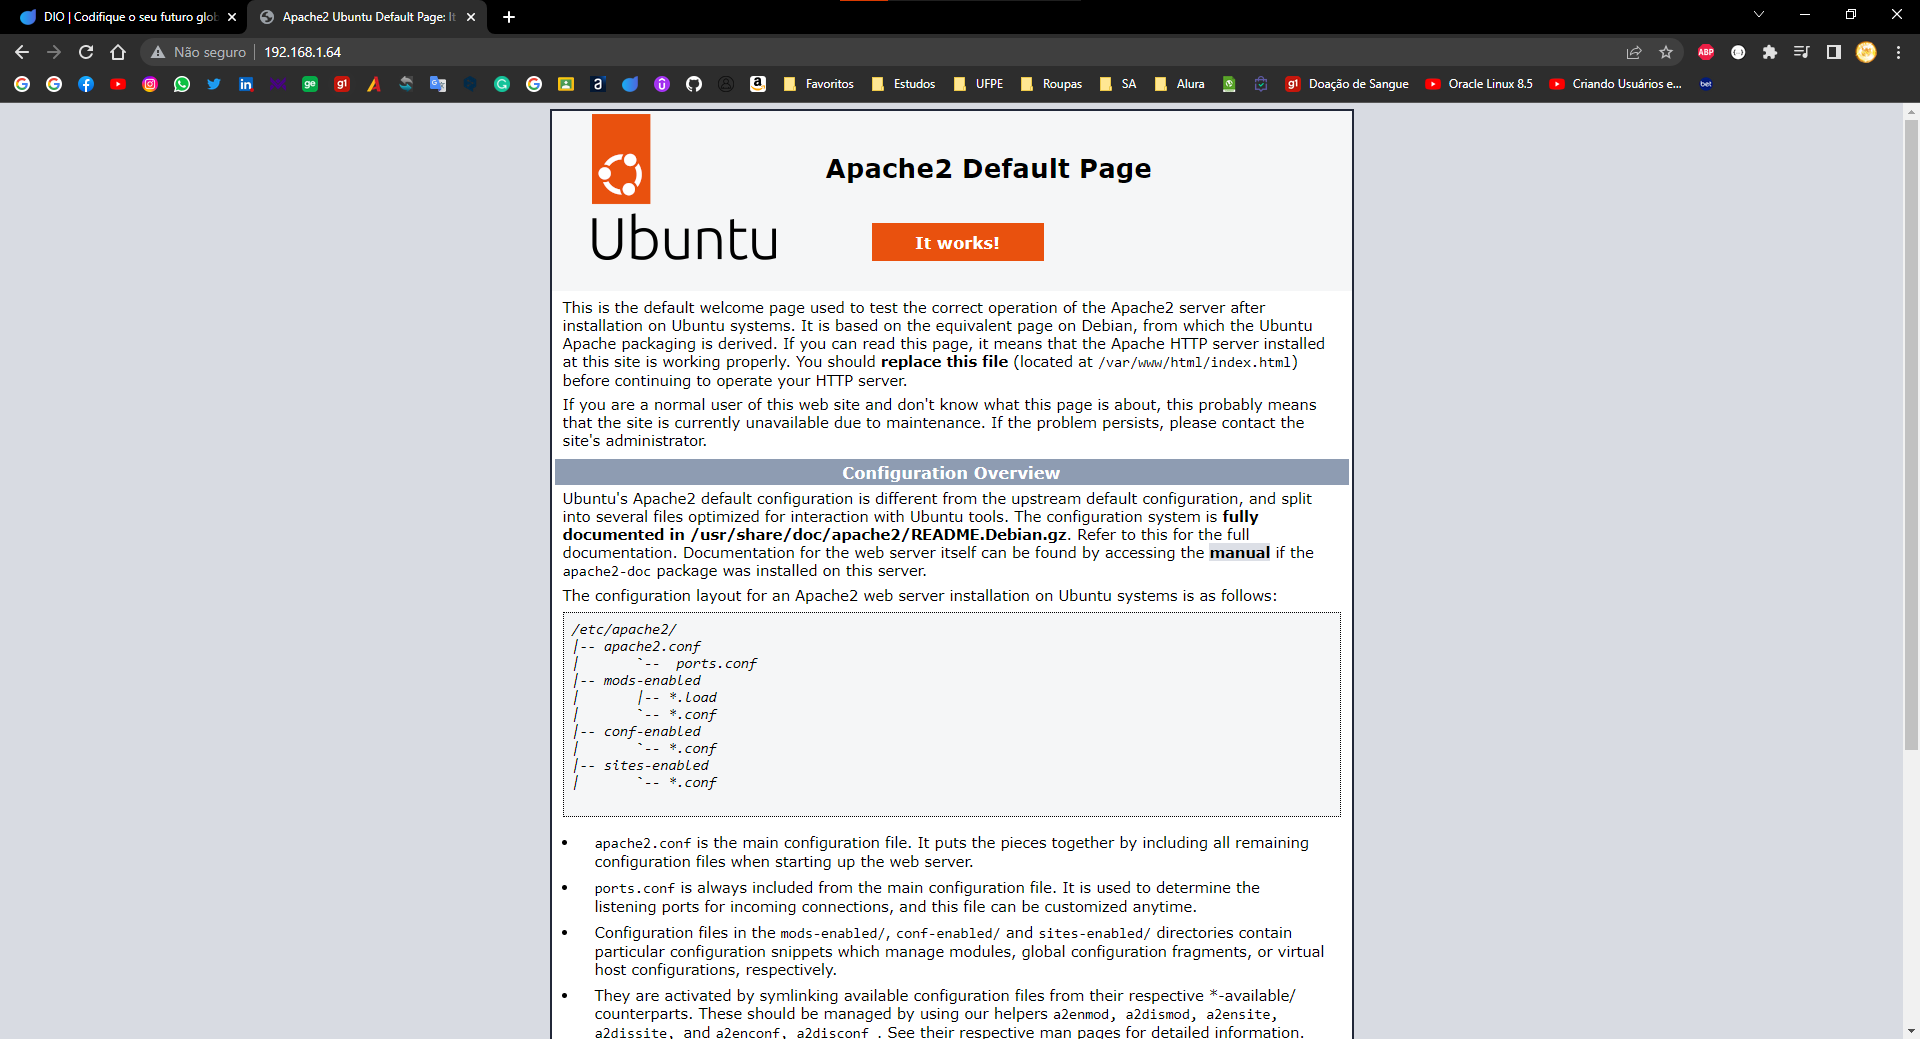 DIO | Codifique o seu futuro glob
Apache2 Ubuntu Default Page: It
Não seguro
192.168.1.64
ABP
Favoritos
Estudos
UFPE
Roupas
SA
Alura
Doação de Sangue
Oracle Linux 8.5
Criando Usuários e...
Ubuntu
Apache2 Default Page
It works!
This is the default welcome page used to test the correct operation of the Apache2 server after
installation on Ubuntu systems. It is based on the equivalent page on Debian, from which the Ubuntu
Apache packaging is derived. If you can read this page, it means that the Apache HTTP server installed
at this site is working properly. You should replace this file (located at /var/www/html/index.html)
before continuing to operate your HTTP server.
If you are a normal user of this web site and don't know what this page is about, this probably means
that the site is currently unavailable due to maintenance. If the problem persists, please contact the
site's administrator.
Configuration Overview
Ubuntu's Apache2 default configuration is different from the upstream default configuration, and split
into several files optimized for interaction with Ubuntu tools. The configuration system is fully
documented in /usr/share/doc/apache2/README.Debian.gz. Refer to this for the full
documentation. Documentation for the web server itself can be found by accessing the manual if the
apache2-doc package was installed on this server.
The configuration layout for an Apache2 web server installation on Ubuntu systems is as follows:
/etc/apache2/
|-- apache2.conf
|       `--  ports.conf
|-- mods-enabled
|       |-- *.load
|       `-- *.conf
|-- conf-enabled
|       `-- *.conf
|-- sites-enabled
|       `-- *.conf
• apache2.conf is the main configuration file. It puts the pieces together by including all remaining
configuration files when starting up the web server.
• ports.conf is always included from the main configuration file. It is used to determine the
listening ports for incoming connections, and this file can be customized anytime.
• Configuration files in the mods-enabled/, conf-enabled/ and sites-enabled/ directories contain
particular configuration snippets which manage modules, global configuration fragments, or virtual
host configurations, respectively.
• They are activated by symlinking available configuration files from their respective *-available/
counterparts. These should be managed by using our helpers a2enmod, a2dismod, a2ensite,
a2dissite, and a2enconf, a2disconf . See their respective man pages for detailed information.